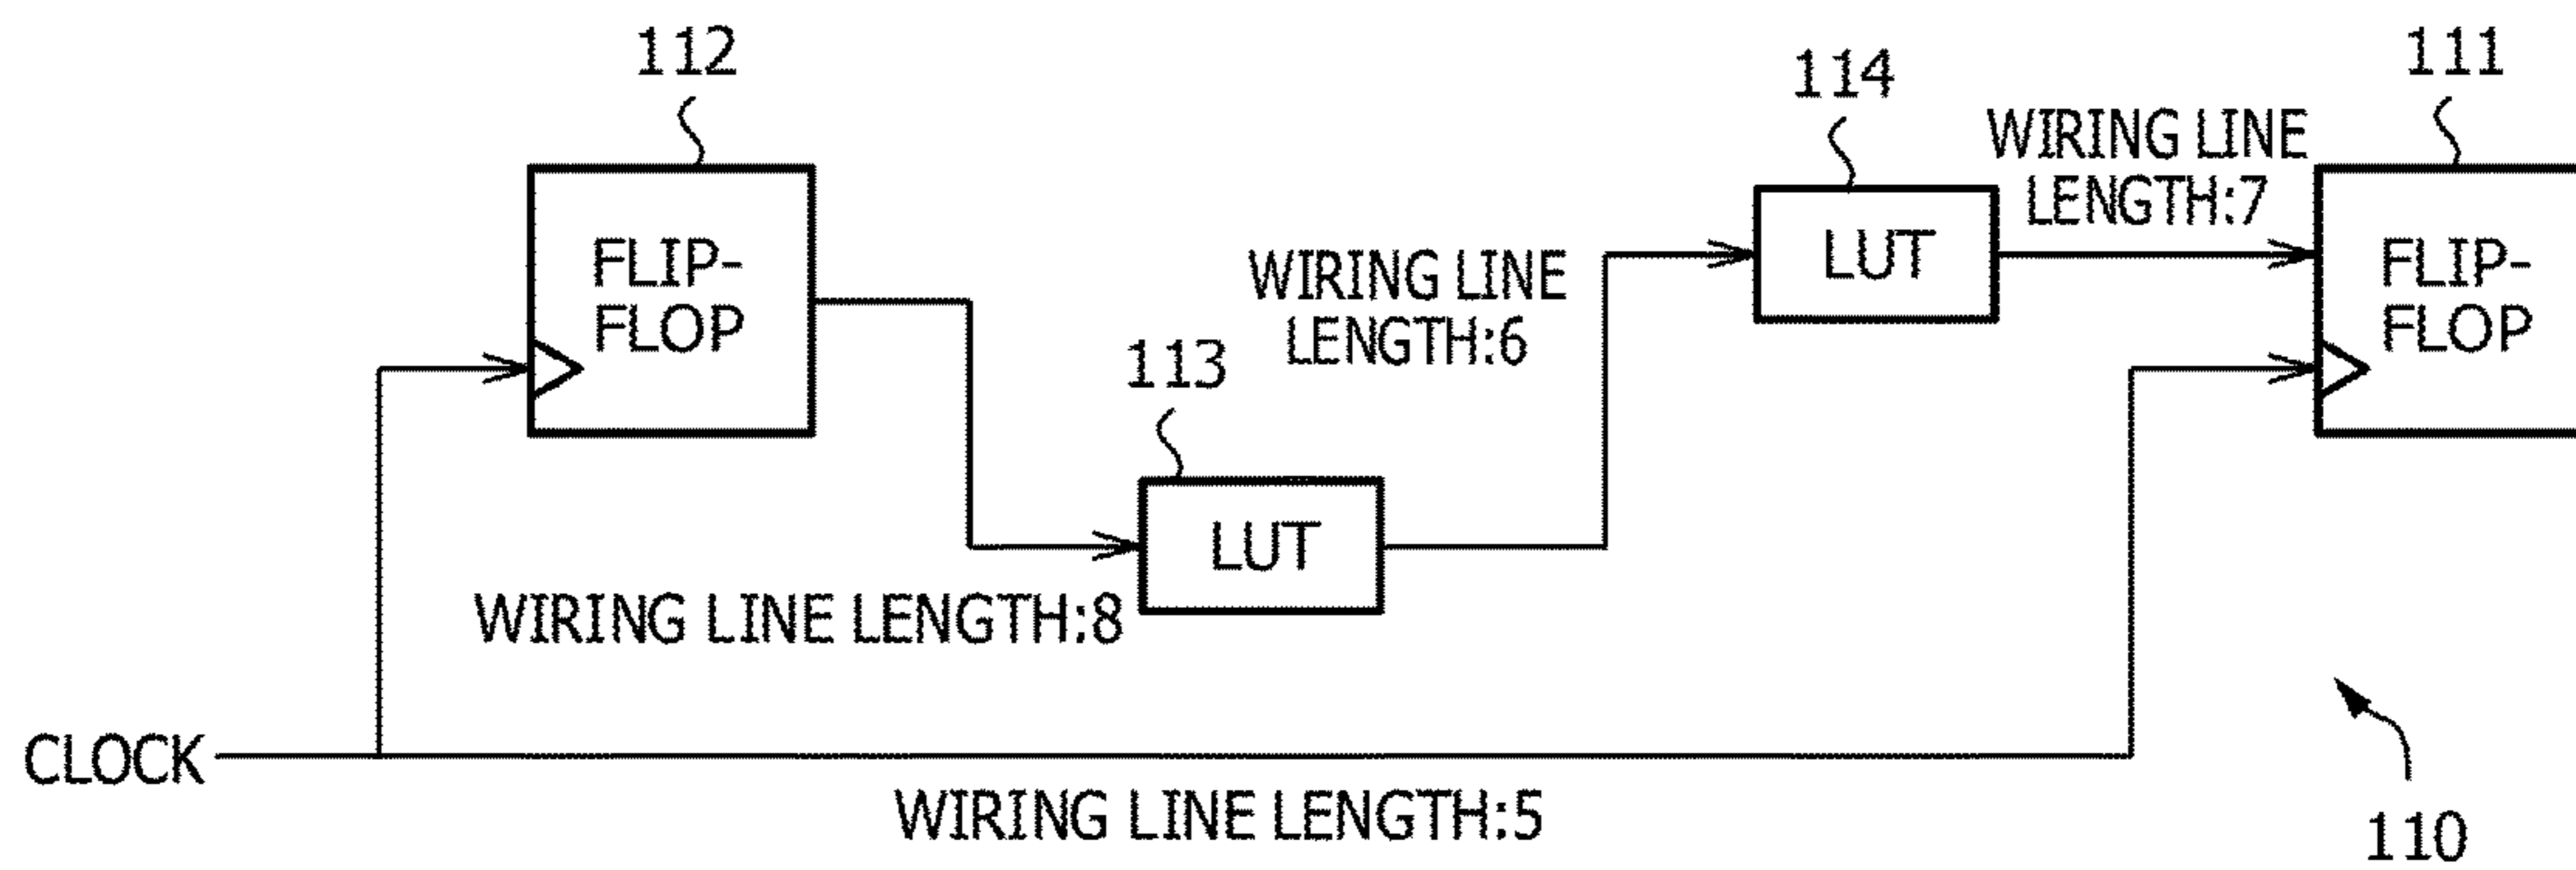 112
114
111
WIRING LINE
LENGTH:7
FLIP-
FLOP
WIRING LINE
LENGTH:6
LUT
FLIP-
FLOP
113
LUT
WIRING LINE LENGTH:8
CLOCK
WIRING LINE LENGTH:5
110